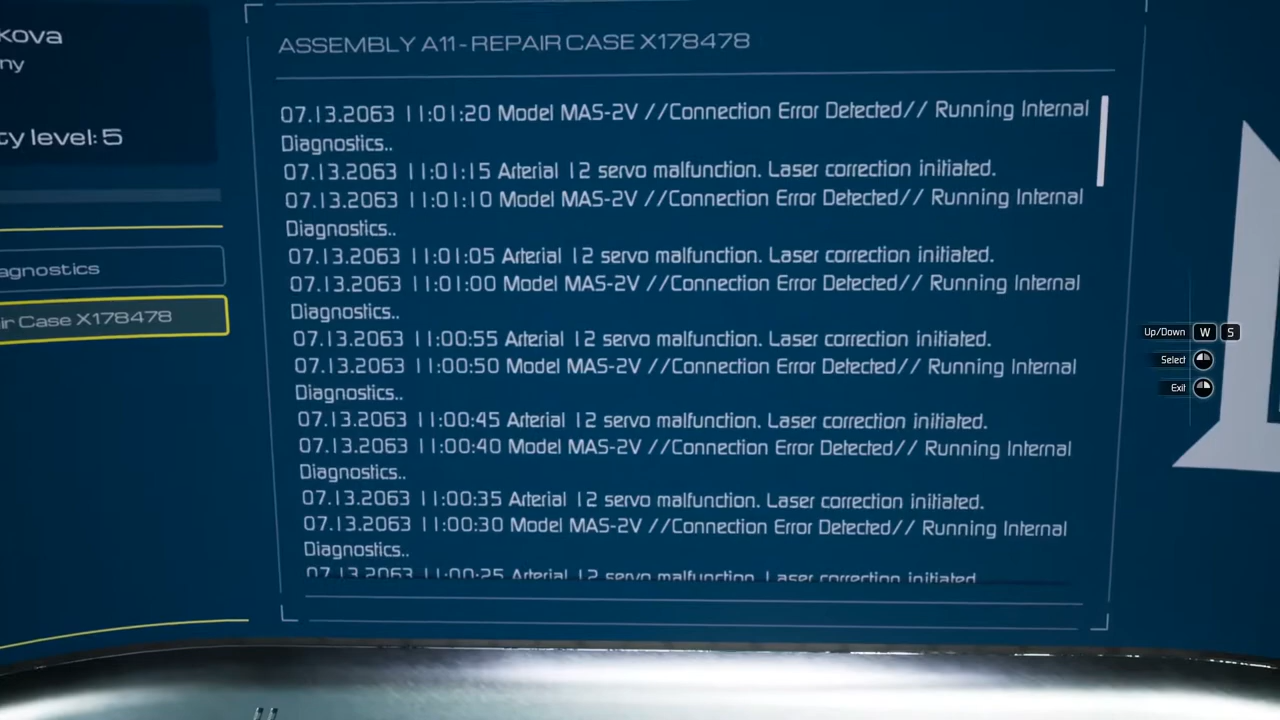 kova
ny
ty level: 5
agnostics
ir Case X178478
ASSEMBLY A11 - REPAIR CASE X178478
07.13.2063 11:01:20 Model MAS-2V //Connection Error Detected// Running Internal
Diagnostics..
07.13.2063 11:01:15 Arterial 12 servo malfunction. Laser correction initiated.
07.13.2063 11:01:10 Model MAS-2V //Connection Error Detected// Running Internal
Diagnostics..
07.13.2063 11:01:05 Arterial 12 servo malfunction. Laser correction initiated.
07.13.2063 11:01:00 Model MAS-2V //Connection Error Detected// Running Internal
Diagnostics..
07.13.2063 11:00:55 Arterial 12 servo malfunction. Laser correction initiated.
07.13.2063 11:00:50 Model MAS-2V //Connection Error Detected// Running Internal
Diagnostics..
07.13.2063 11:00:45 Arterial 12 servo malfunction. Laser correction initiated.
07.13.2063 11:00:40 Model MAS-2V //Connection Error Detected// Running Internal
Diagnostics..
07.13.2063 11:00:35 Arterial 12 servo malfunction. Laser correction initiated.
07.13.2063 11:00:30 Model MAS-2V //Connection Error Detected// Running Internal
Diagnostics..
07.13.2063 11:00:25 Arterial 12 servo malfunction. Laser correction initiated.
Up/Down W S
Select
Exit